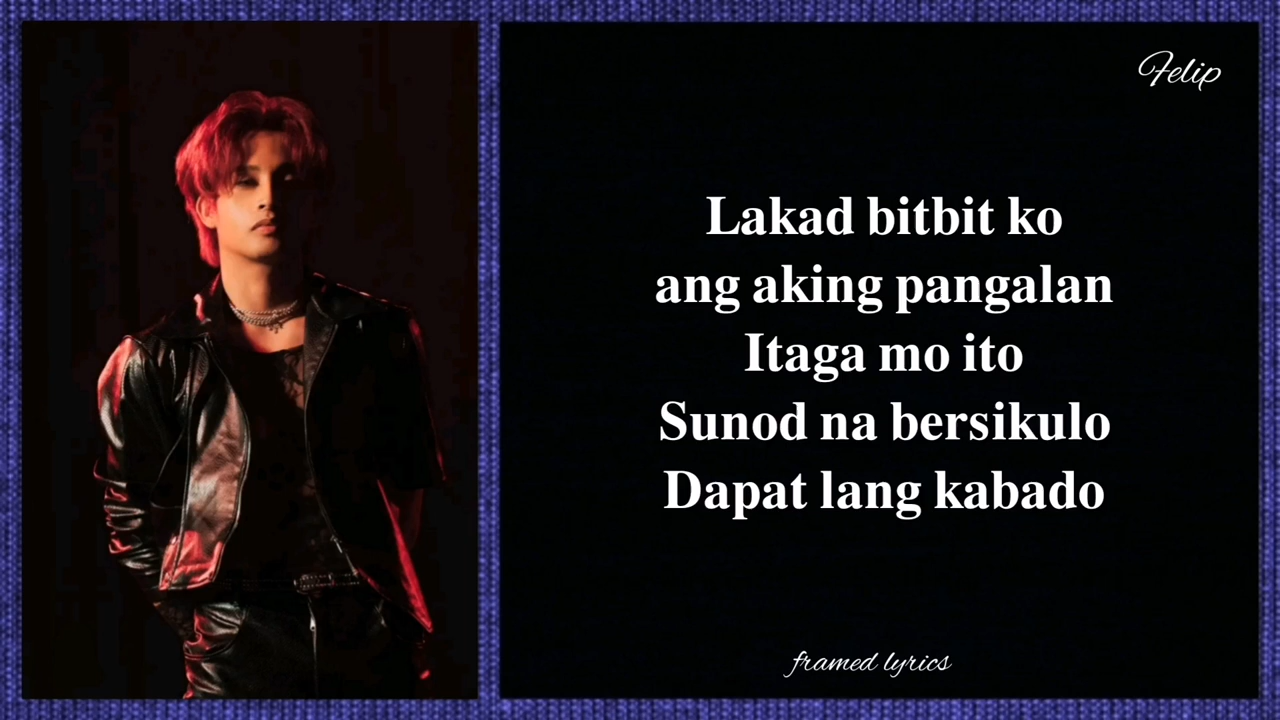 Felip
Lakad bitbit ko
ang aking pangalan
Itaga mo ito
Sunod na bersikulo
Dapat lang kabado
framed lyrics